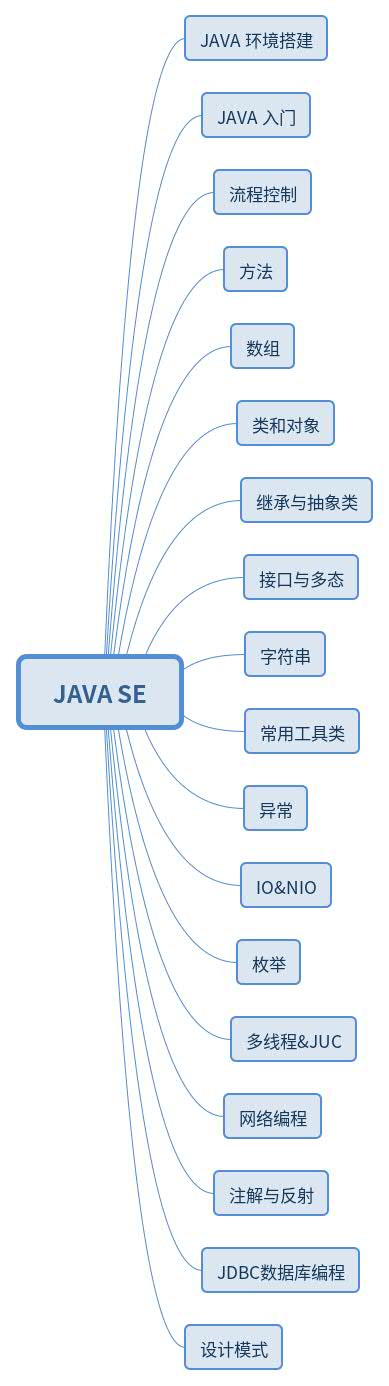 JAVA 环境搭建
JAVA 入门
流程控制
方法
数组
类和对象
继承与抽象类
接口与多态
字符串
JAVA SE
常用工具类
异常
IO&NIO
枚举
多线程&JUC
网络编程
注解与反射
JDBC数据库编程
设计模式